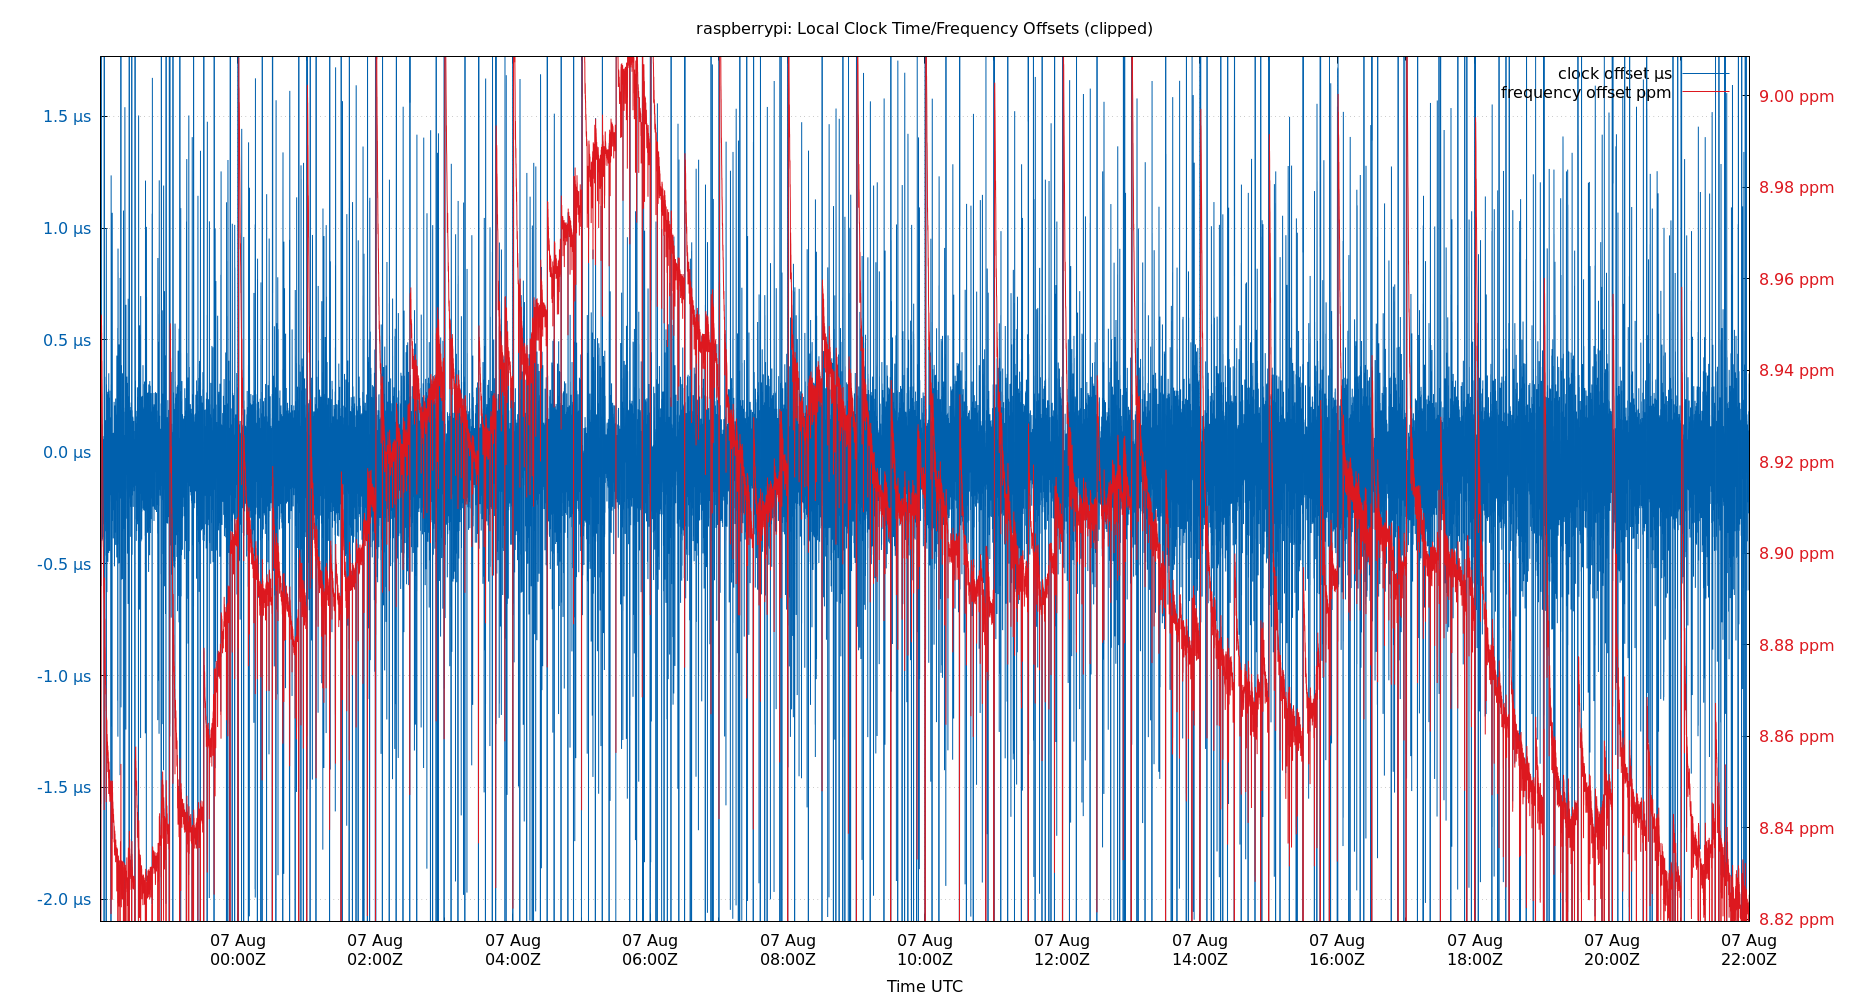 raspberrypi: Local Clock Time/Frequency Offsets (clipped)
clock offset µs
frequency offset ppm
1.5 µs
1.0 µs
0.5 µs
0.0 µs
-0.5 µs
-1.0 µs
-1.5 µs
-2.0 µs
9.00 ppm
8.98 ppm
8.96 ppm
8.94 ppm
8.92 ppm
8.90 ppm
8.88 ppm
8.86 ppm
8.84 ppm
8.82 ppm
07 Aug 07 Aug 07 Aug 07 Aug 07 Aug 07 Aug 07 Aug 07 Aug 07 Aug 07 Aug 07 Aug 07 Aug
00:00Z 02:00Z 04:00Z 06:00Z 08:00Z 10:00Z 12:00Z 14:00Z 16:00Z 18:00Z 20:00Z 22:00Z
Time UTC